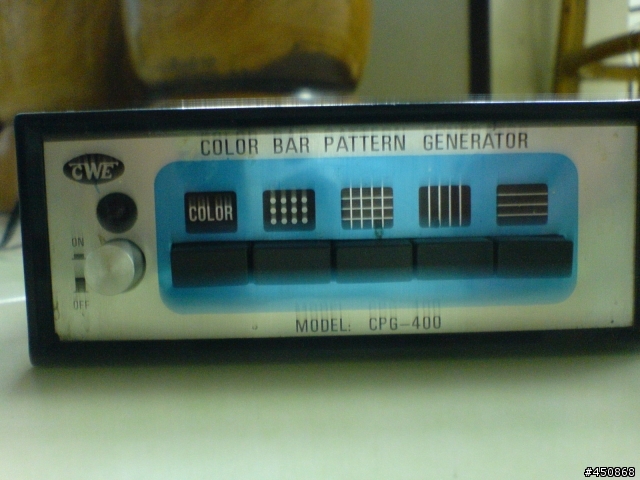 COLOR BAR PATTERN GENERATOR
CWE
COLOR
ON
OFF
MODEL: CPG-400
#450868